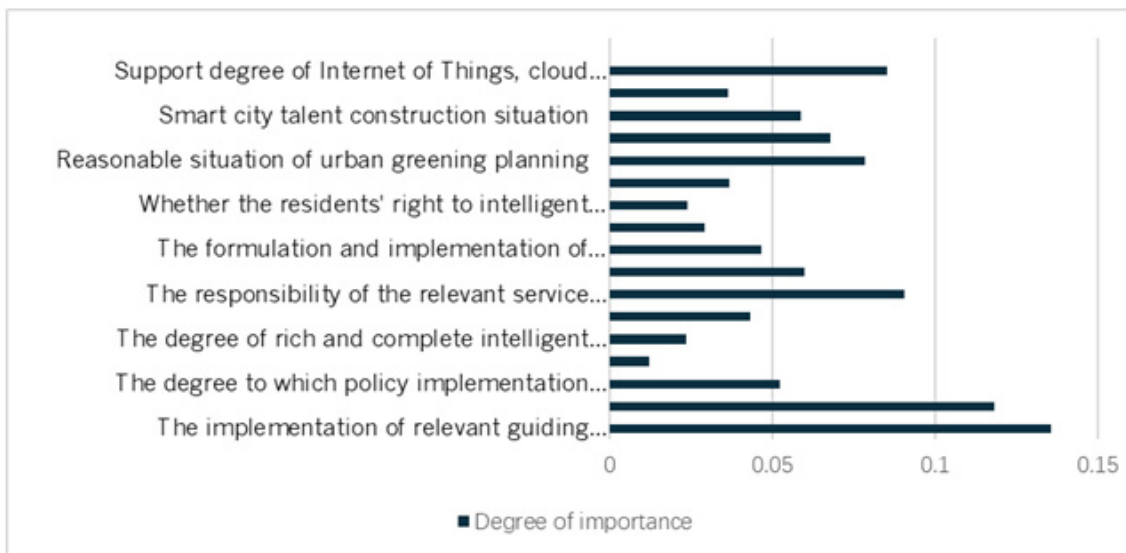 Support degree of Internet of Things, cloud...
Smart city talent construction situation
Reasonable situation of urban greening planning
Whether the residents' right to intelligent...
The formulation and implementation of...
The responsibility of the relevant service...
The degree of rich and complete intelligent...
The degree to which policy implementation...
The implementation of relevant guiding...
0 0.05 0.1 0.15
Degree of importance